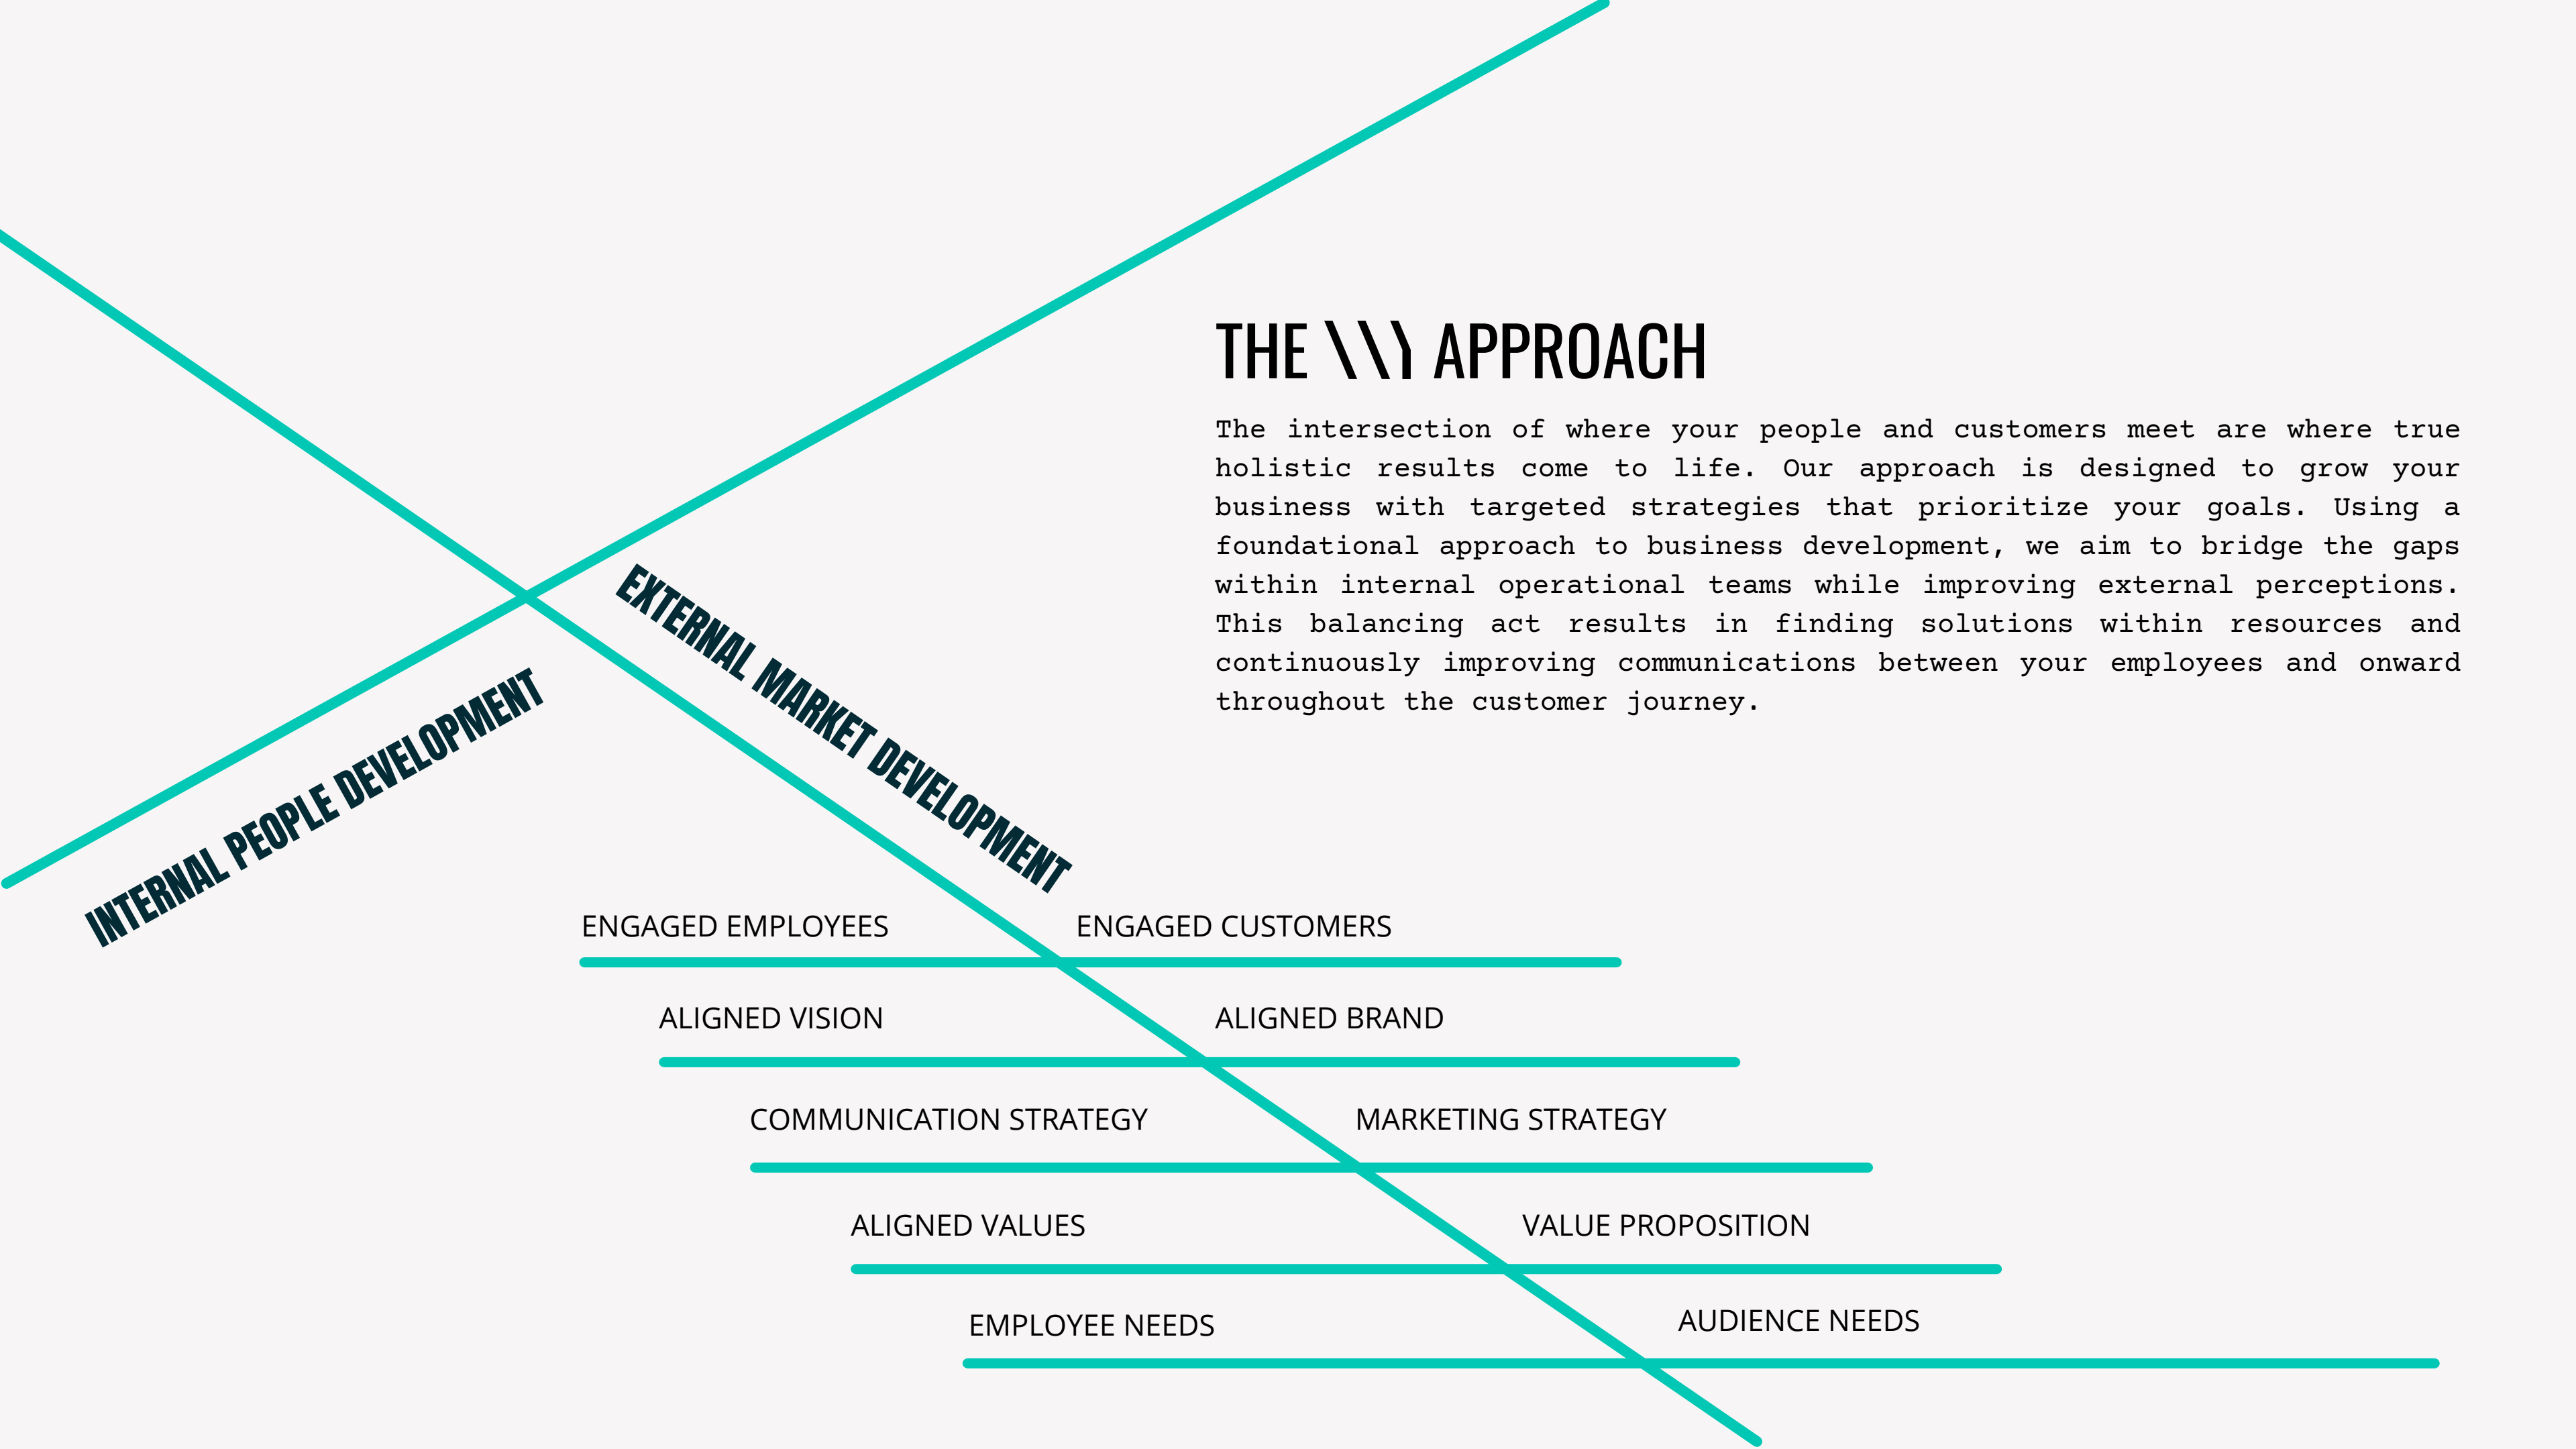 THE \\Y APPROACH
The intersection of where your people and customers meet are where true
holistic results come to life. Our approach is designed to grow your
business with targeted strategies that prioritize your goals. Using a
foundational approach to business development, we aim to bridge the gaps
within internal operational teams while improving external perceptions.
This balancing act results in finding solutions within resources and
continuously improving communications between your employees and onward
throughout the customer journey.
INTERNAL PEOPLE DEVELOPMENT
EXTERNAL MARKET DEVELOPMENT
ENGAGED EMPLOYEES
ENGAGED CUSTOMERS
ALIGNED VISION
ALIGNED BRAND
COMMUNICATION STRATEGY
MARKETING STRATEGY
ALIGNED VALUES
VALUE PROPOSITION
EMPLOYEE NEEDS
AUDIENCE NEEDS